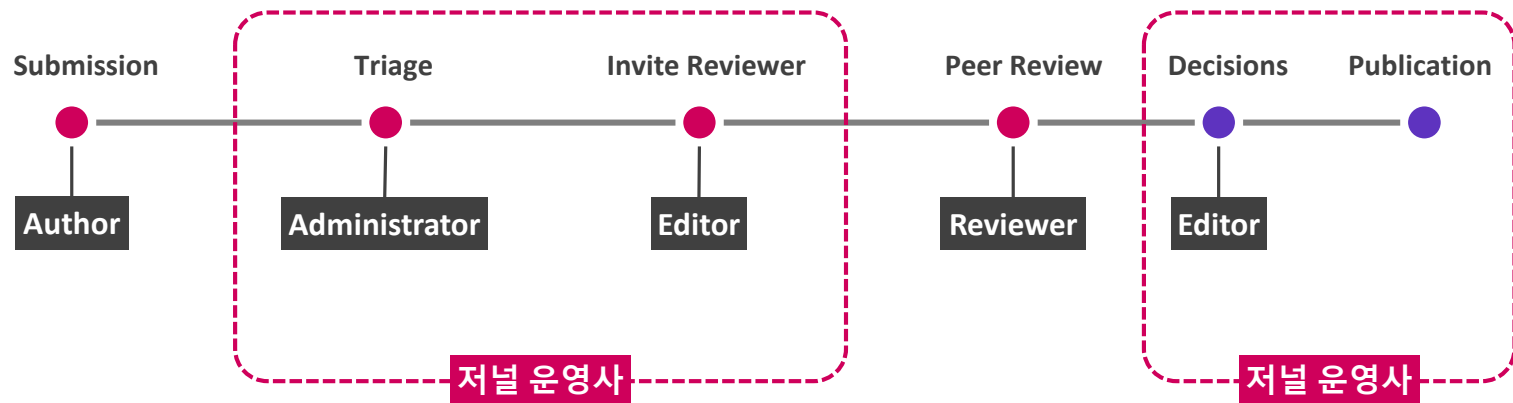 Submission
Triage
Invite Reviewer
Peer Review
Decisions
Publication
Author
Administrator
Editor
Reviewer
Editor
저널 운영사
저널 운영사